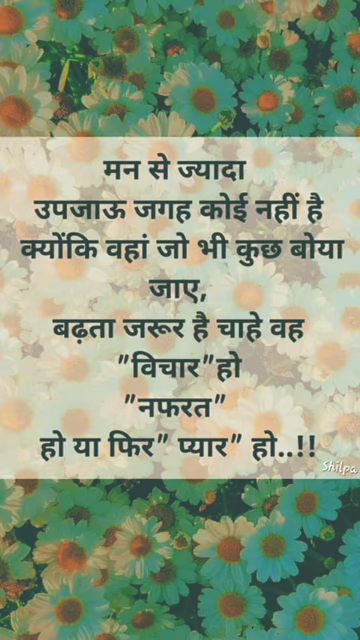 मन से ज्यादा
उपजाऊ जगह कोई नहीं है
क्योंकि वहां जो भी कुछ बोया
जाए,
बढ़ता जरूर है चाहे वह
"विचार"हो
"नफरत"
हो या फिर" प्यार" हो..!!
Shilpa